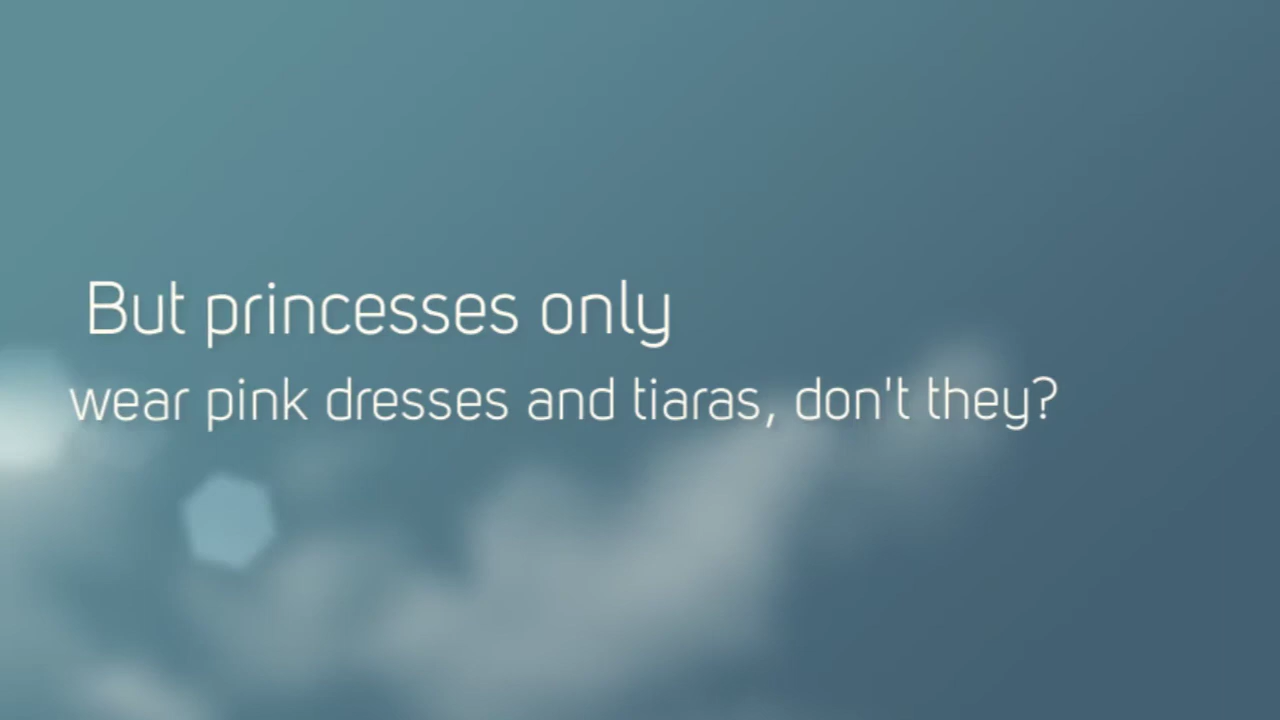 But princesses only
wear pink dresses and tiaras, don't they?